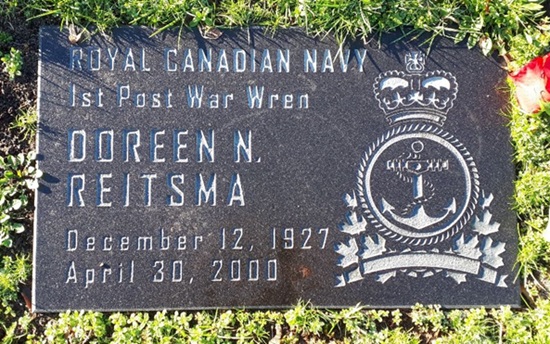 ROYAL CANADIAN NAVY
1st Post War Wren
DOREEN N.
REITSMA
December 12, 1927
April 30, 2000